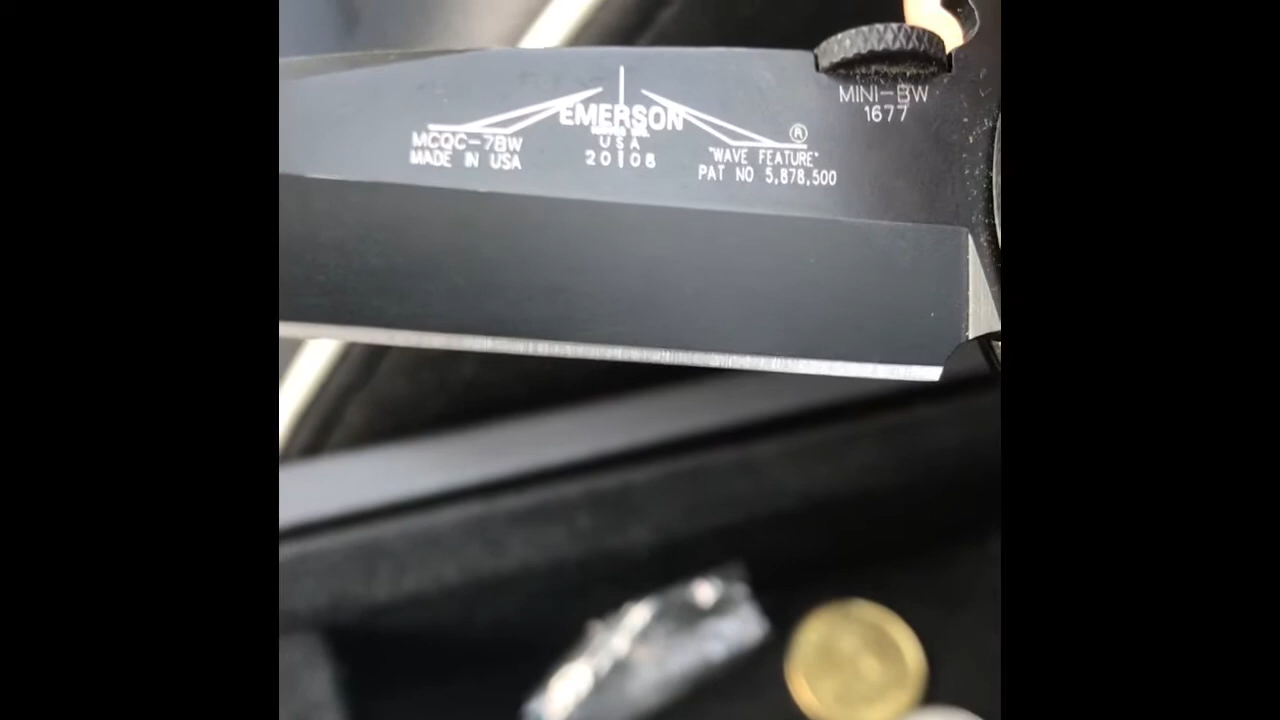 EMERSON
USA
20108
MCQC-7BW
MADE IN USA
®
"WAVE FEATURE"
PAT NO 5,878,500
MINI-BW
1677